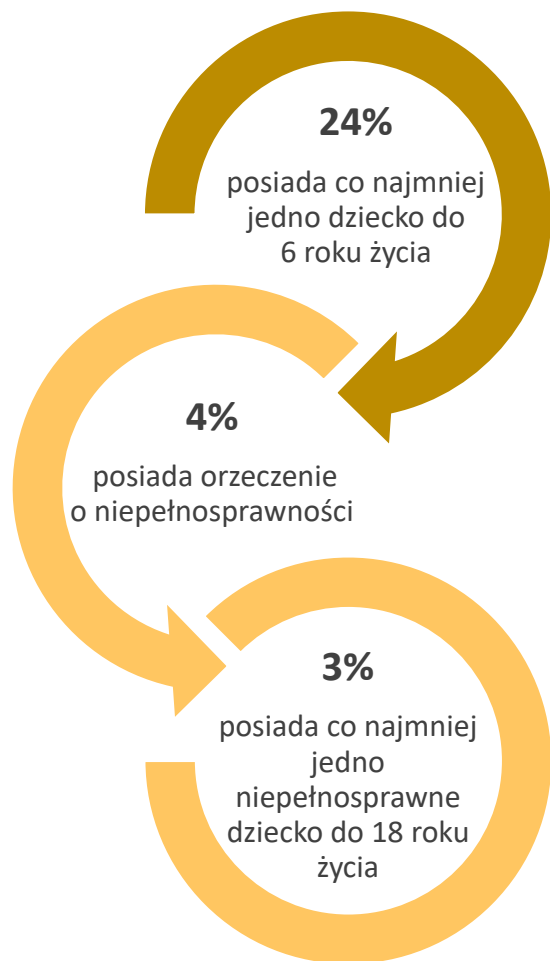 24%
posiada co najmniej
jedno dziecko do
6 roku życia
4%
posiada orzeczenie
o niepełnosprawności
3%
posiada co najmniej
jedno
niepełnosprawne
dziecko do 18 roku
życia